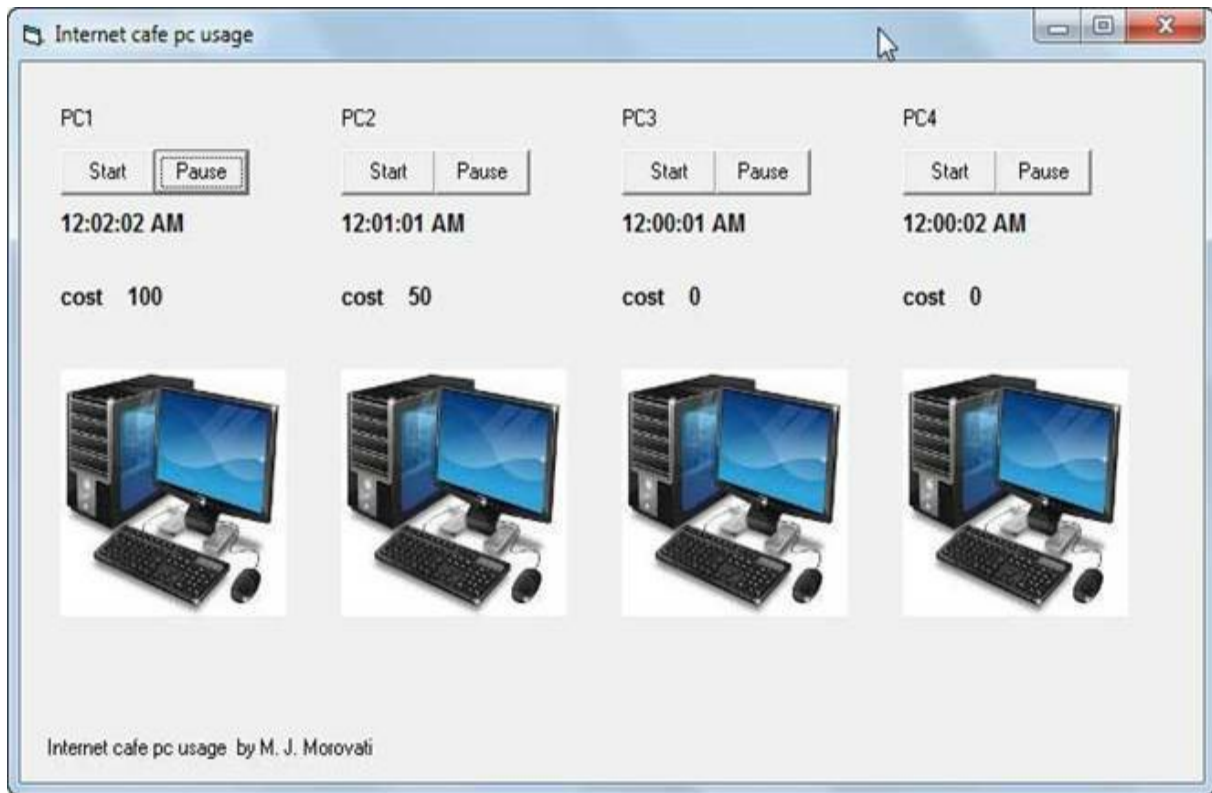 Internet cafe pc usage
PC1 PC2 PC3 PC4
Start Pause Start Pause Start Pause Start Pause
12:02:02 AM 12:01:01 AM 12:00:01 AM 12:00:02 AM
cost 100 cost 50 cost 0 cost 0
Internet cafe pc usage by M. J. Morovati